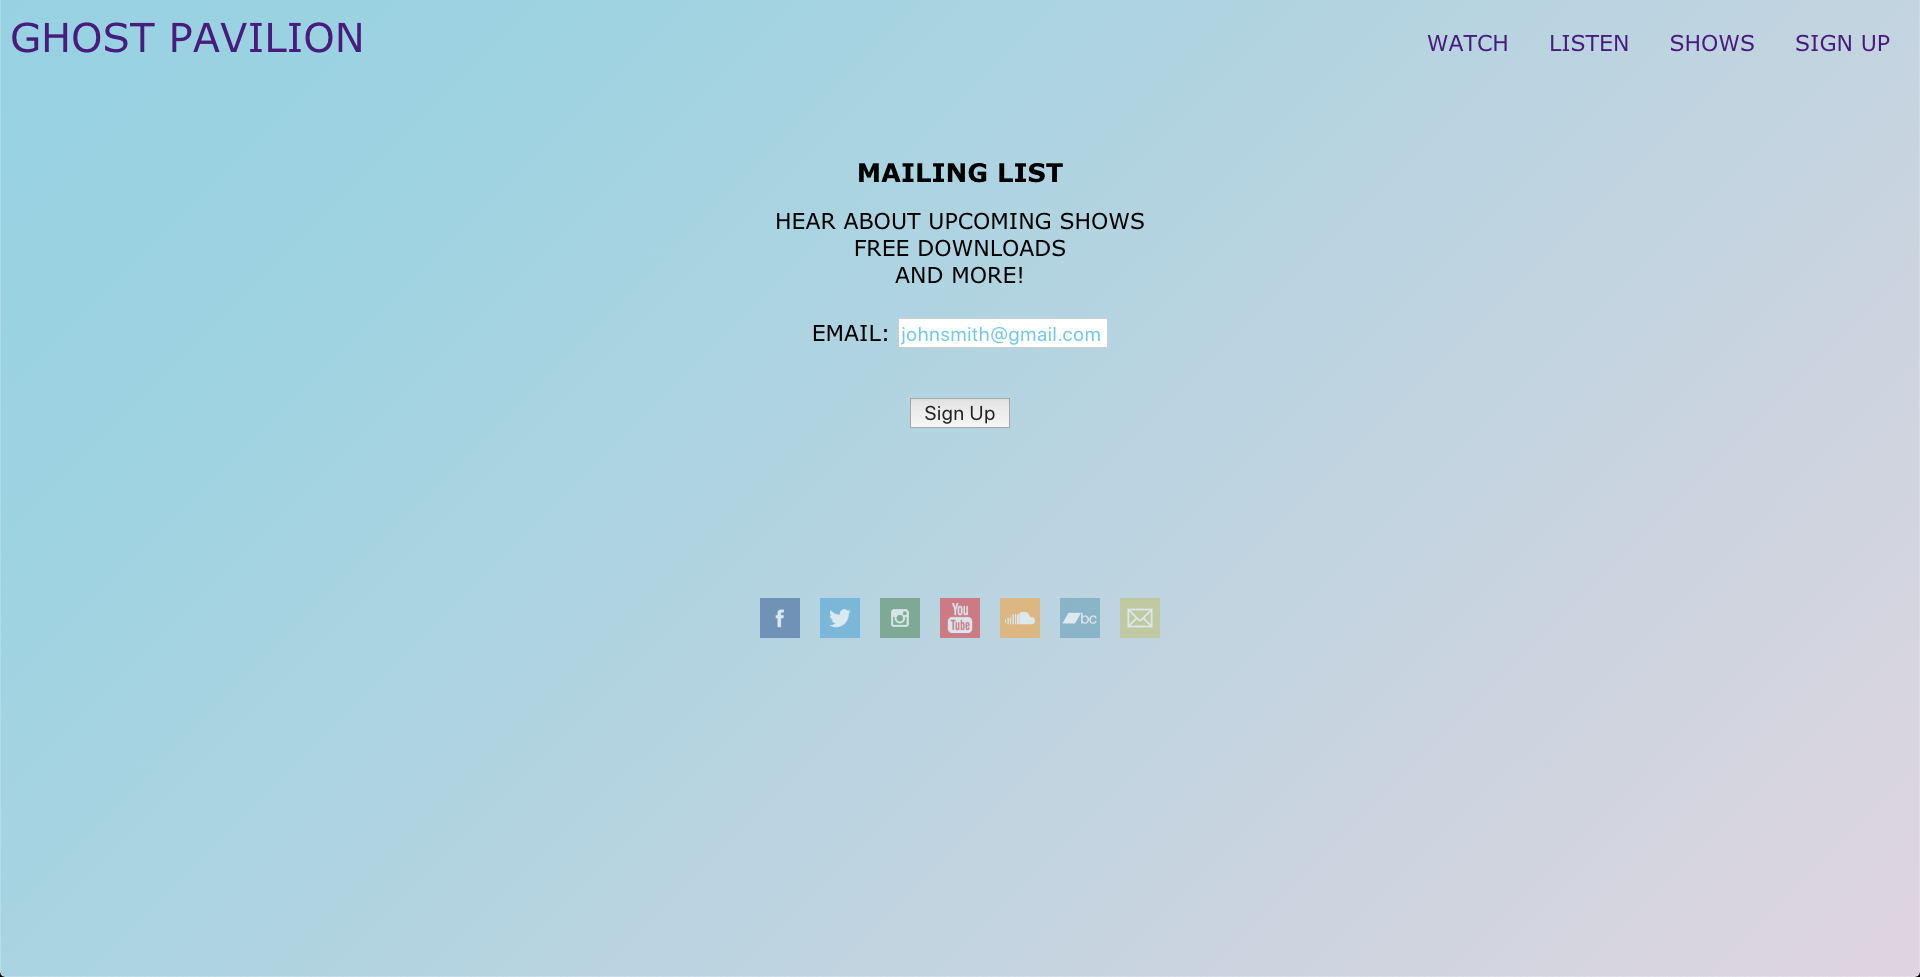 GHOST PAVILION
WATCH LISTEN SHOWS SIGN UP
MAILING LIST
HEAR ABOUT UPCOMING SHOWS
FREE DOWNLOADS
AND MORE!
EMAIL: johnsmith@gmail.com
Sign Up
f You Tube bc